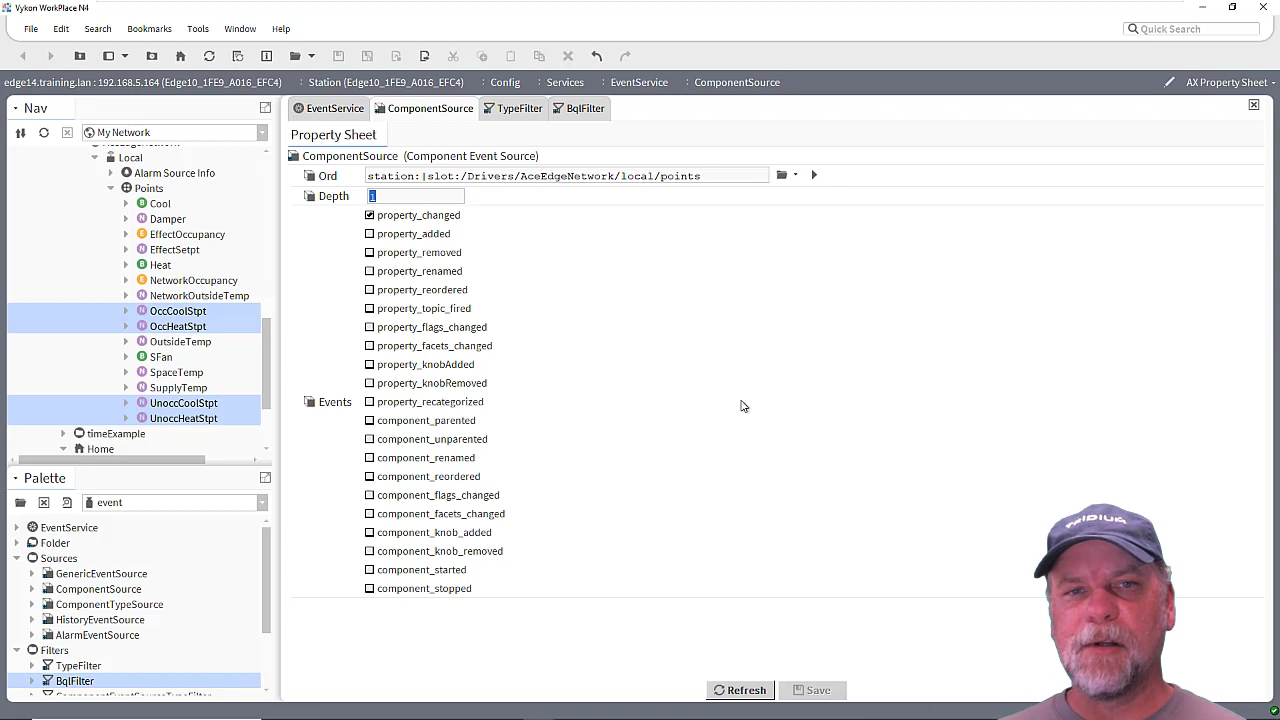 Vykon WorkPlace N4
File Edit Search Bookmarks Tools Window Help
Quick Search
edge14.training.lan : 192.168.5.164 (Edge10_1FE9_A016_EFC4) Station (Edge10_1FE9_A016_EFC4) Config Services EventService ComponentSource AX Property Sheet
Nav
My Network
Local
Alarm Source Info
Points
Cool
Damper
EffectOccupancy
EffectSetpt
Heat
NetworkOccupancy
NetworkOutsideTemp
OccCoolStpt
OccHeatStpt
OutsideTemp
SFan
SpaceTemp
SupplyTemp
UnoccCoolStpt
UnoccHeatStpt
timeExample
Home
Palette
event
EventService
Folder
Sources
GenericEventSource
ComponentSource
ComponentTypeSource
HistoryEventSource
AlarmEventSource
Filters
TypeFilter
BqlFilter
ComponentEventSourceTypeFilter
EventService ComponentSource TypeFilter BqlFilter
Property Sheet
ComponentSource (Component Event Source)
Ord station:|slot:/Drivers/AceEdgeNetwork/local/points
Depth 1
Events
property_changed
property_added
property_removed
property_renamed
property_reordered
property_topic_fired
property_flags_changed
property_facets_changed
property_knobAdded
property_knobRemoved
property_recategorized
component_parented
component_unparented
component_renamed
component_reordered
component_flags_changed
component_facets_changed
component_knob_added
component_knob_removed
component_started
component_stopped
Refresh Save
TRIDIUM